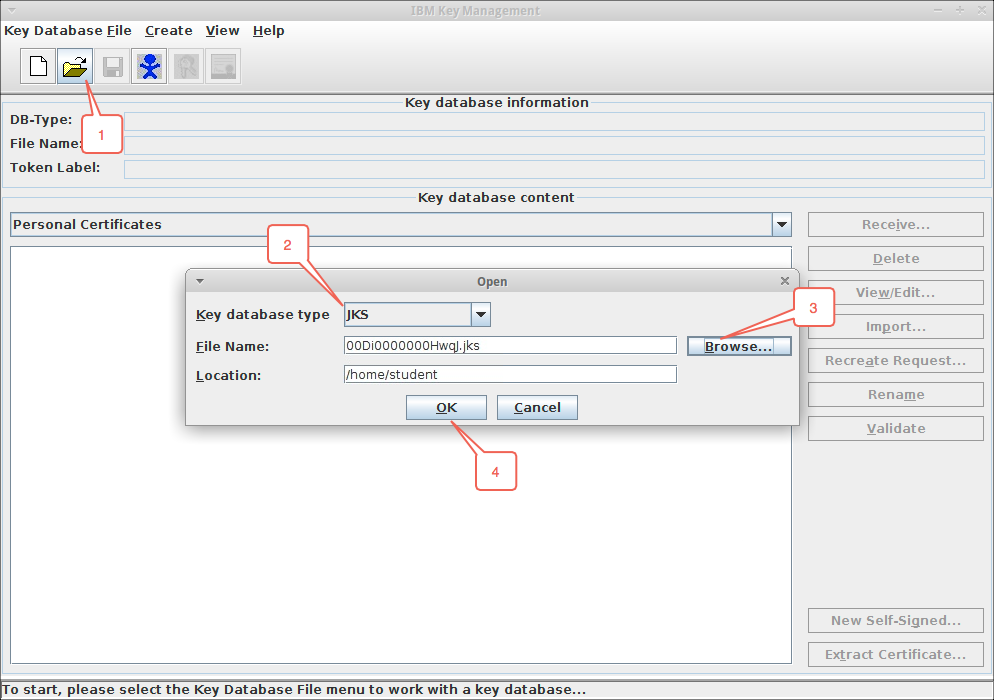 IBM Key Management
Key Database File Create View Help
Key database information
DB-Type:
1
File Name:
Token Label:
Key database content
Personal Certificates
Receive...
2
Delete
Open
View/Edit...
Key database type JKS
3
Import...
File Name: 00Di0000000HwqJ.jks Browse...
Recreate Request...
Location: /home/student
Rename
OK Cancel
Validate
4
New Self-Signed...
Extract Certificate...
To start, please select the Key Database File menu to work with a key database...